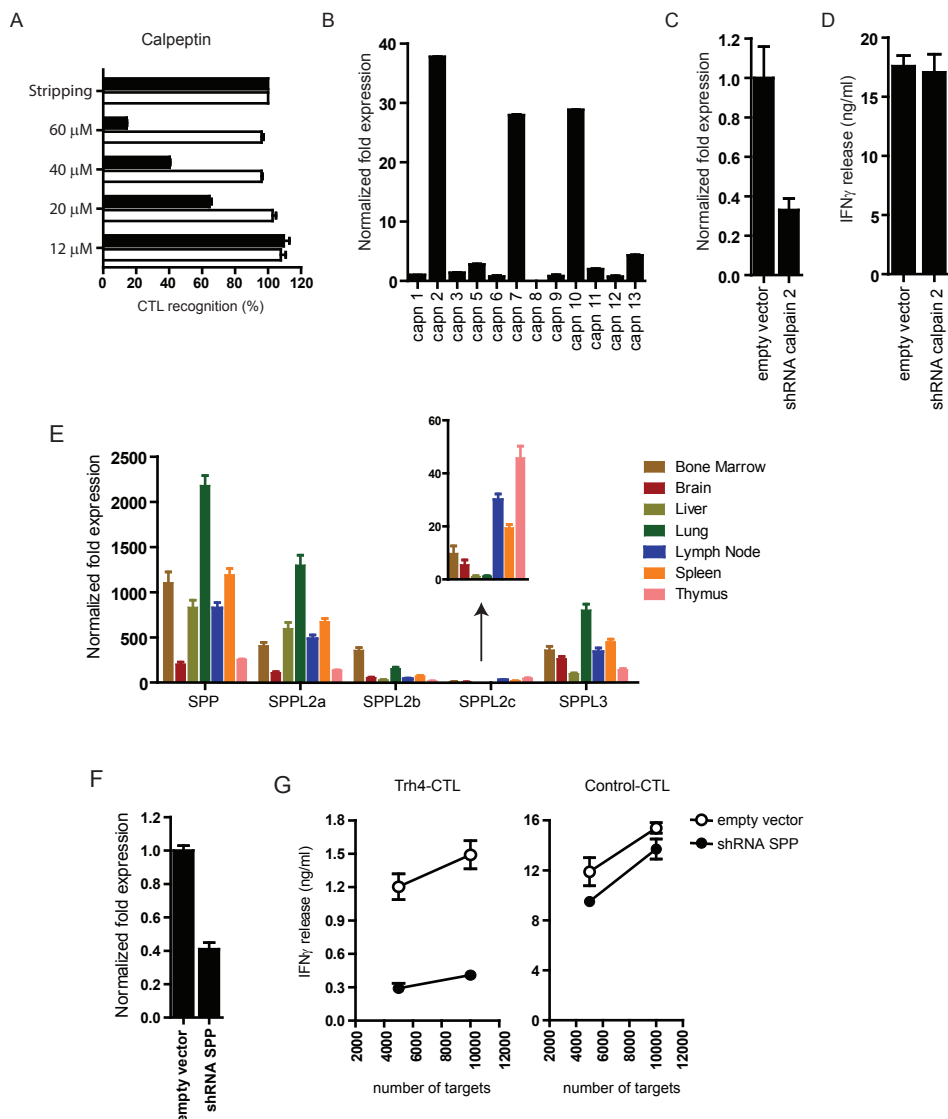 A
Calpeptin
Stripping
60 µM
40 µM
20 µM
12 µM
0 20 40 60 80 100 120
CTL recognition (%)
B
Normalized fold expression
40
30
20
10
0
capn 1
capn 2
capn 3
capn 5
capn 6
capn 7
capn 8
capn 9
capn 10
capn 11
capn 12
capn 13
C
Normalized fold expression
1.2
1.0
0.8
0.6
0.4
0.2
0.0
empty vector
shRNA calpain 2
D
IFNγ release (ng/ml)
20
15
10
5
0
empty vector
shRNA calpain 2
E
Normalized fold expression
2500
2000
1500
1000
500
0
SPP SPPL2a SPPL2b SPPL2c SPPL3
60
40
20
0
Bone Marrow
Brain
Liver
Lung
Lymph Node
Spleen
Thymus
F
Normalized fold expression
1.2
1.0
0.8
0.6
0.4
0.2
0.0
empty vector
shRNA SPP
G
Trh4-CTL
IFNγ release (ng/ml)
1.8
1.5
1.2
0.9
0.6
0.3
0.0
2000
4000
6000
8000
10000
12000
number of targets
Control-CTL
16
12
8
4
0
2000
4000
6000
8000
10000
12000
number of targets
empty vector
shRNA SPP